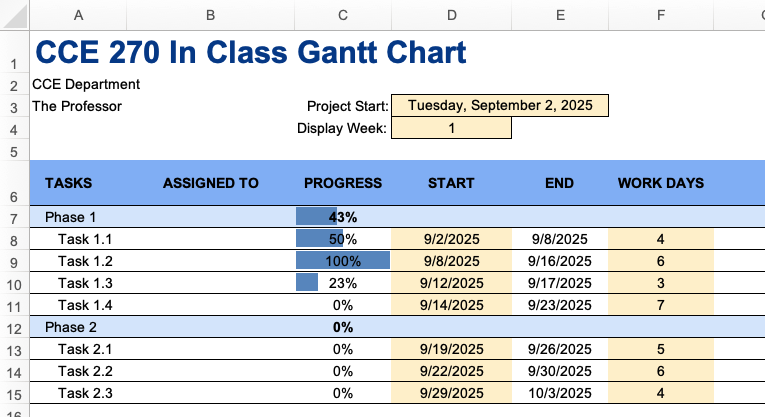 A B C D E F
1 CCE 270 In Class Gantt Chart
2 CCE Department
3 The Professor Project Start: Tuesday, September 2, 2025
4 Display Week: 1
5
6 TASKS ASSIGNED TO PROGRESS START END WORK DAYS
7 Phase 1 43%
8 Task 1.1 50% 9/2/2025 9/8/2025 4
9 Task 1.2 100% 9/8/2025 9/16/2025 6
10 Task 1.3 23% 9/12/2025 9/17/2025 3
11 Task 1.4 0% 9/14/2025 9/23/2025 7
12 Phase 2 0%
13 Task 2.1 0% 9/19/2025 9/26/2025 5
14 Task 2.2 0% 9/22/2025 9/30/2025 6
15 Task 2.3 0% 9/29/2025 10/3/2025 4